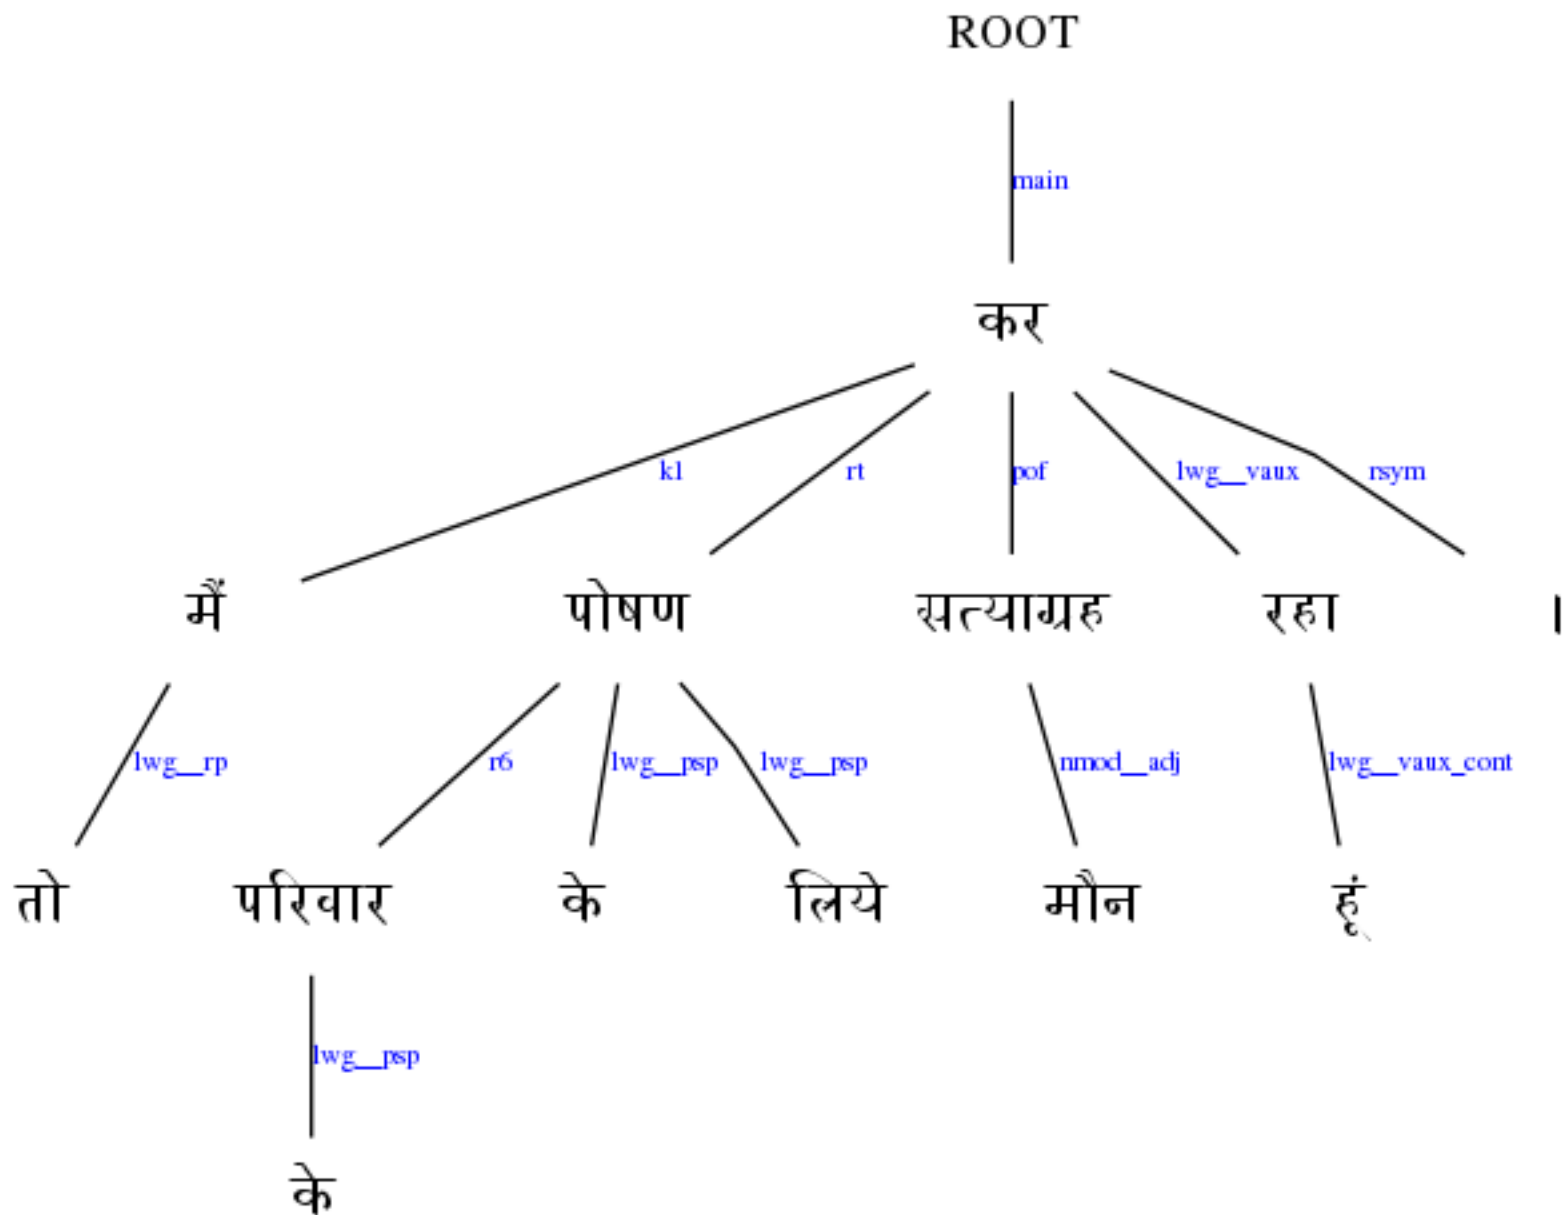 ROOT
main
कर
k1 rt pof lwg__vaux rsym
मैं पोषण सत्याग्रह रहा ।
lwg__rp r6 lwg__psp lwg__psp nmod__adj lwg__vaux_cont
तो परिवार के लिये मौन हूं
lwg__psp
के